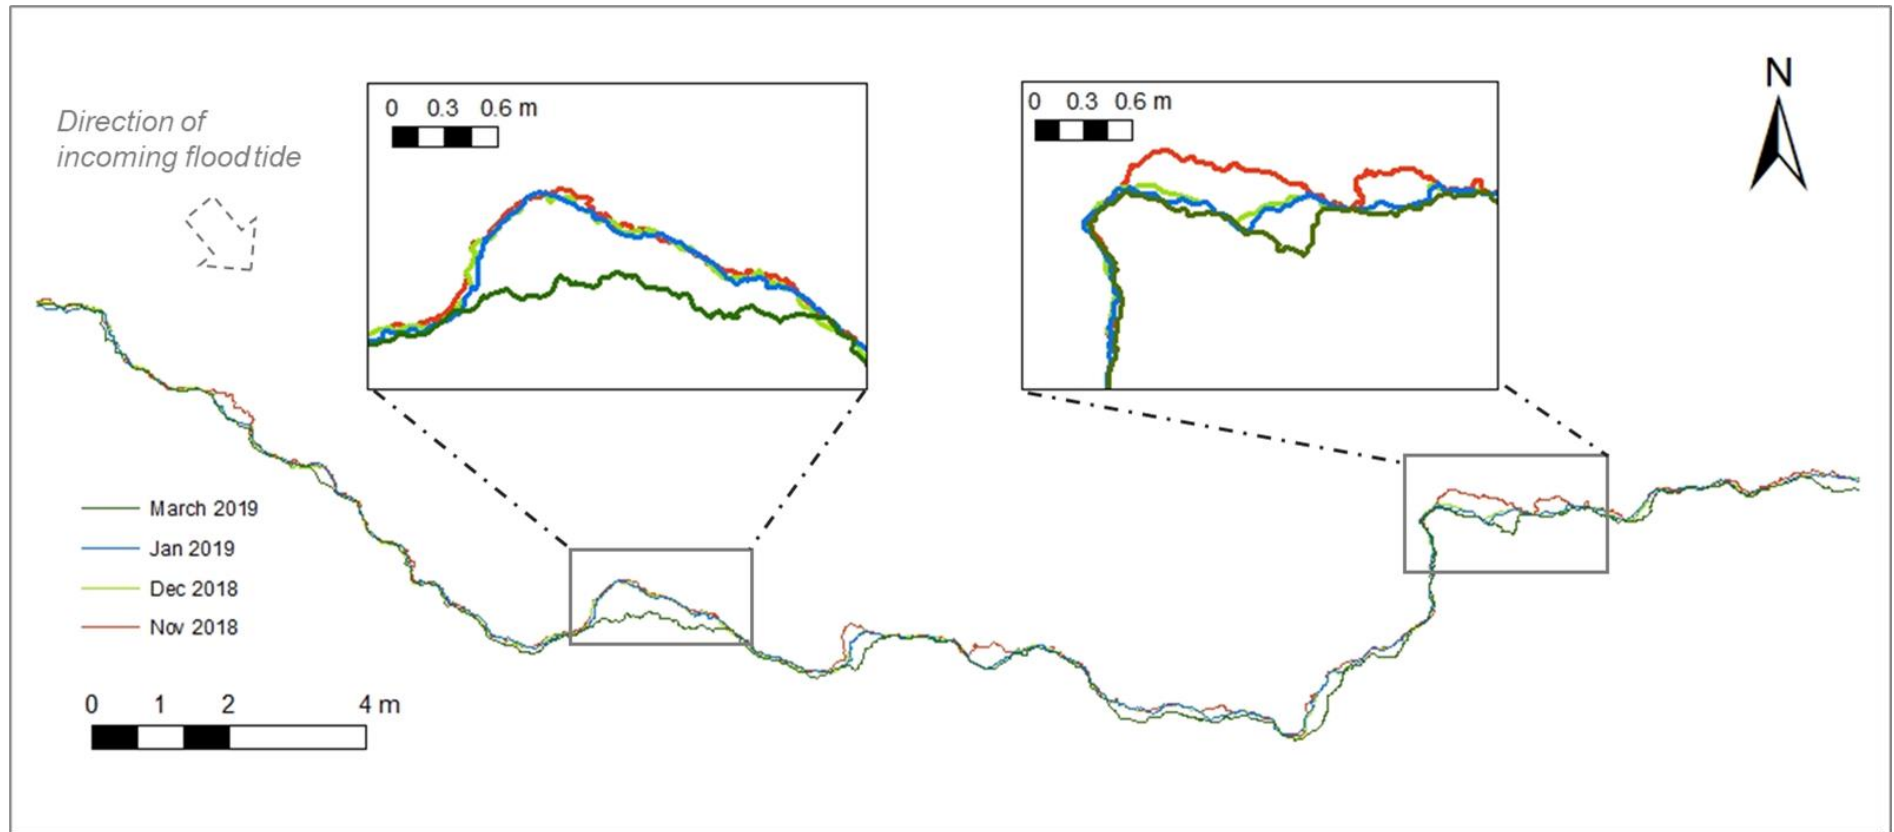 N
0 0.3 0.6 m
0 0.3 0.6 m
Direction of
incoming flood tide
March 2019
Jan 2019
Dec 2018
Nov 2018
0 1 2 4 m